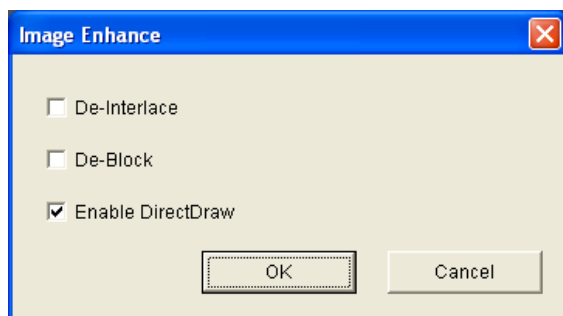 Image Enhance
De-Interlace
De-Block
Enable DirectDraw
OK Cancel